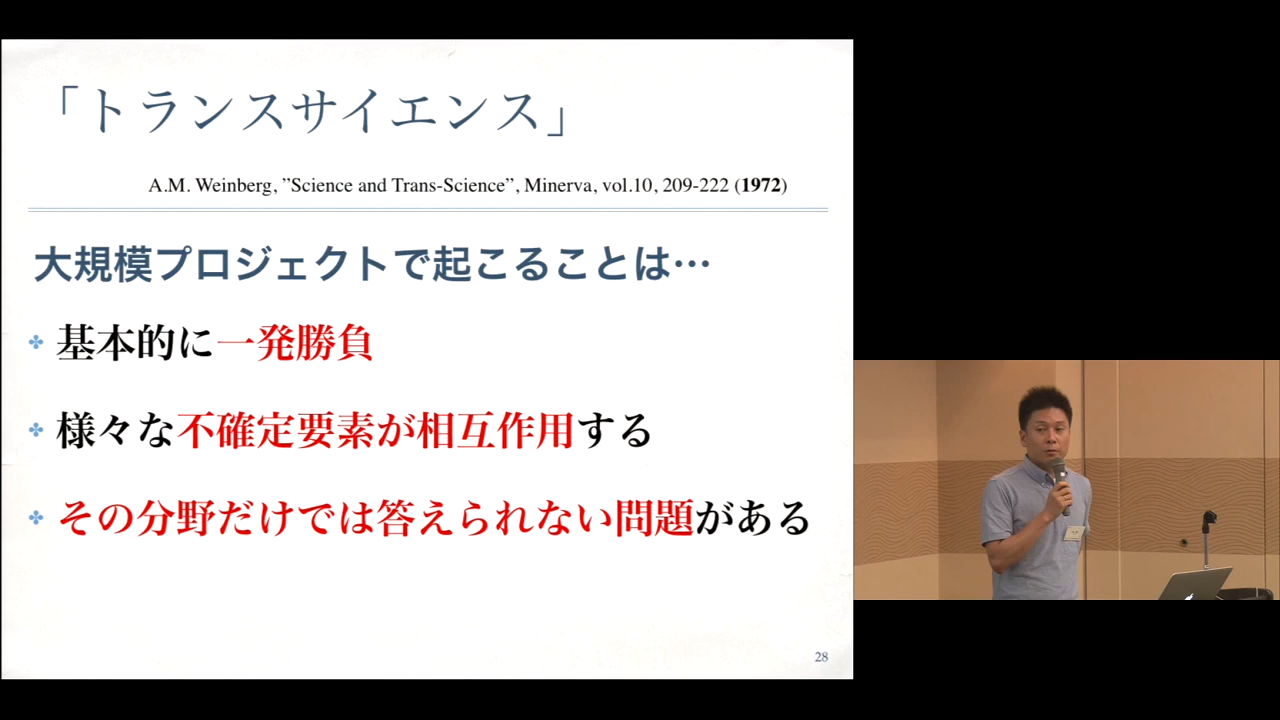 「トランスサイエンス」
A.M. Weinberg, ”Science and Trans-Science”, Minerva, vol.10, 209-222 (1972)
大規模プロジェクトで起こることは…
基本的に一発勝負
様々な不確定要素が相互作用する
その分野だけでは答えられない問題がある
28